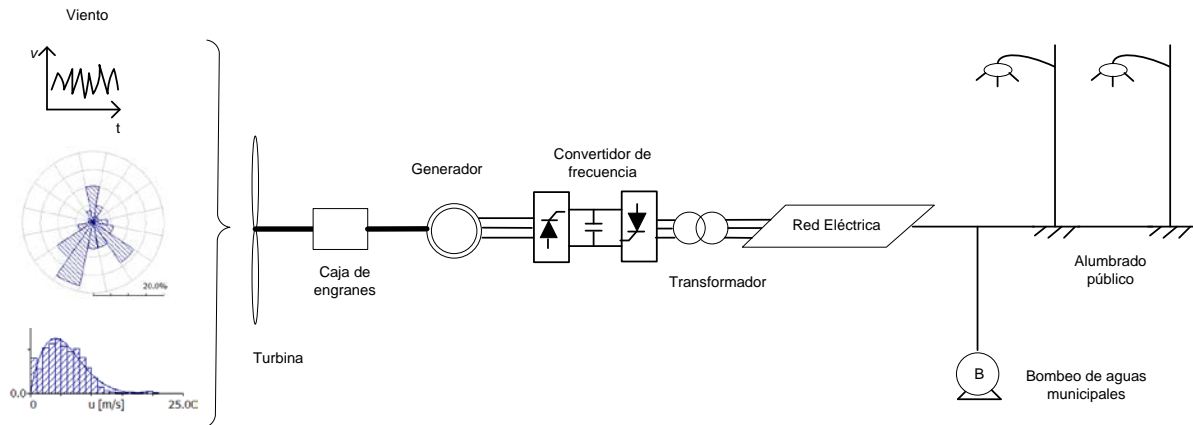 Viento
v
t
20.0%
0.0
0
u [m/s]
25.0C
Turbina
Caja de
engranes
Generador
Convertidor de
frecuencia
Transformador
Red Eléctrica
Alumbrado
público
B
Bombeo de aguas
municipales